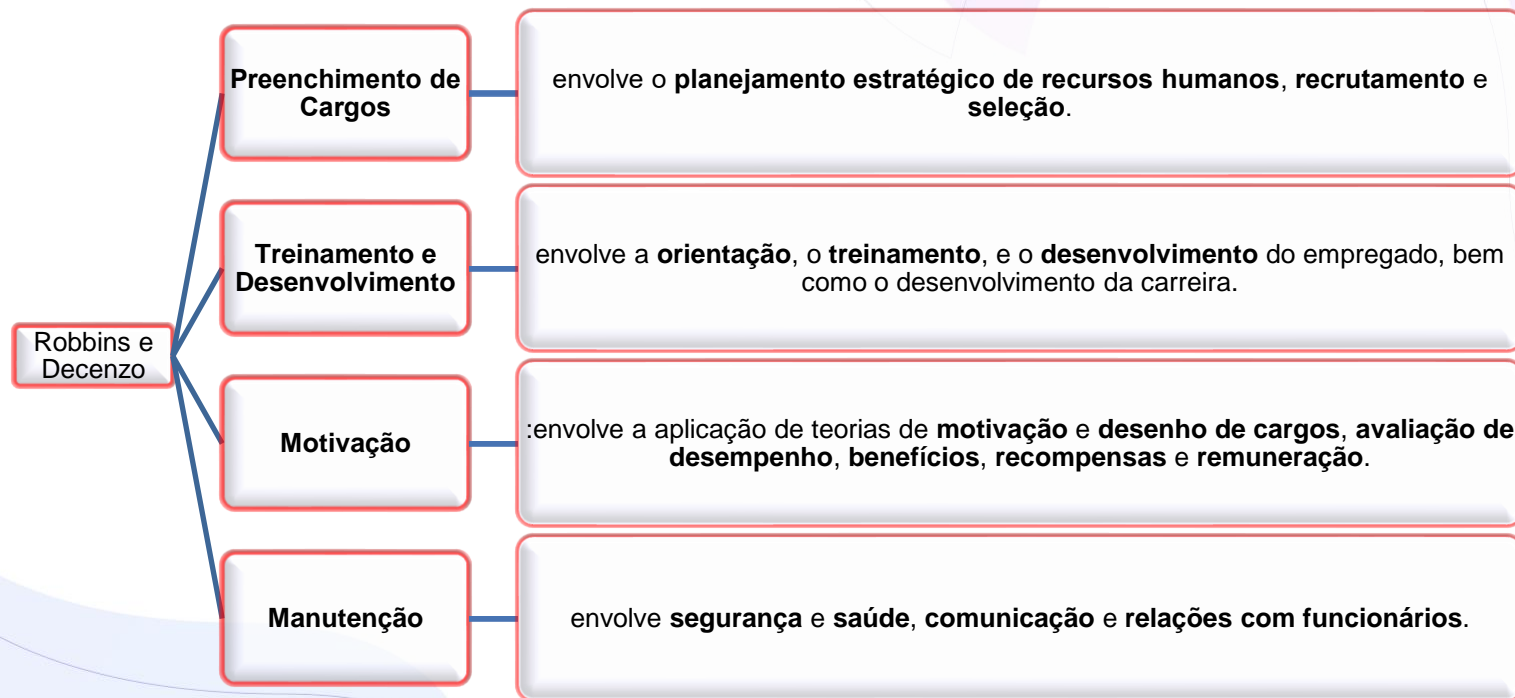 Robbins e
Decenzo
Preenchimento de
Cargos
envolve o planejamento estratégico de recursos humanos, recrutamento e
seleção.
Treinamento e
Desenvolvimento
envolve a orientação, o treinamento, e o desenvolvimento do empregado, bem
como o desenvolvimento da carreira.
Motivação
:envolve a aplicação de teorias de motivação e desenho de cargos, avaliação de
desempenho, benefícios, recompensas e remuneração.
Manutenção
envolve segurança e saúde, comunicação e relações com funcionários.